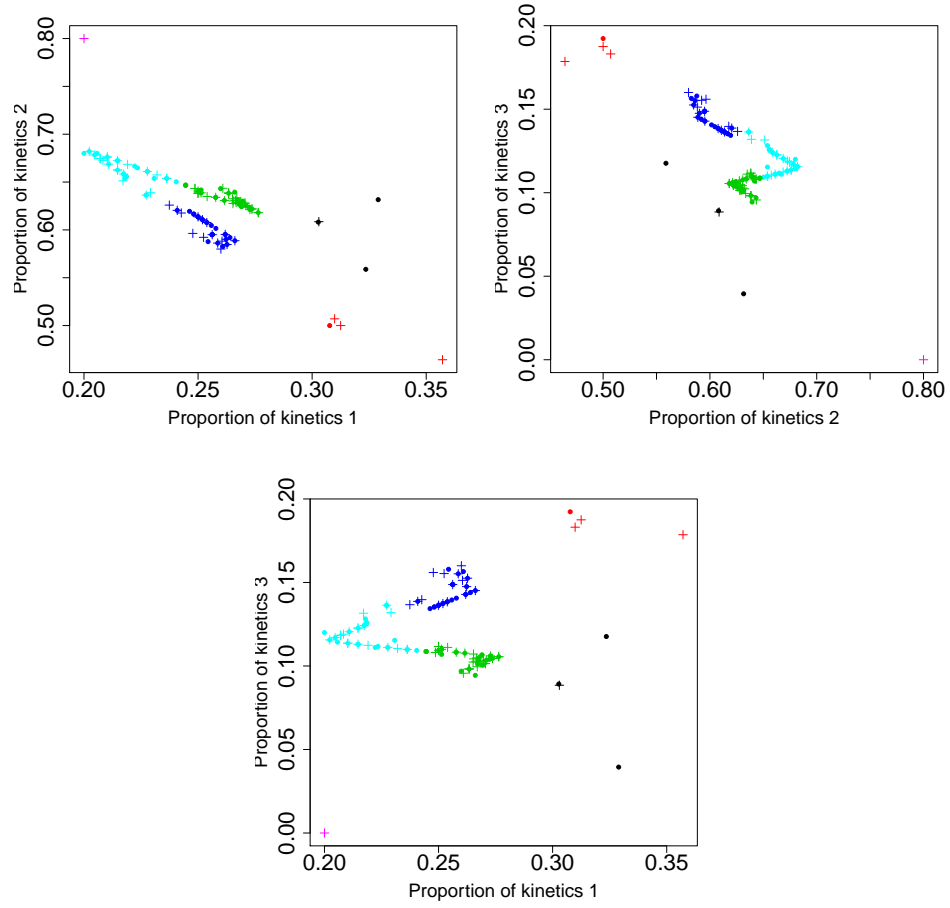 0.80
0.70
0.60
0.50
Proportion of kinetics 2
0.20 0.25 0.30 0.35
Proportion of kinetics 1
0.20
0.15
0.10
0.05
0.00
Proportion of kinetics 3
0.50 0.60 0.70 0.80
Proportion of kinetics 2
0.20
0.15
0.10
0.05
0.00
Proportion of kinetics 3
0.20 0.25 0.30 0.35
Proportion of kinetics 1